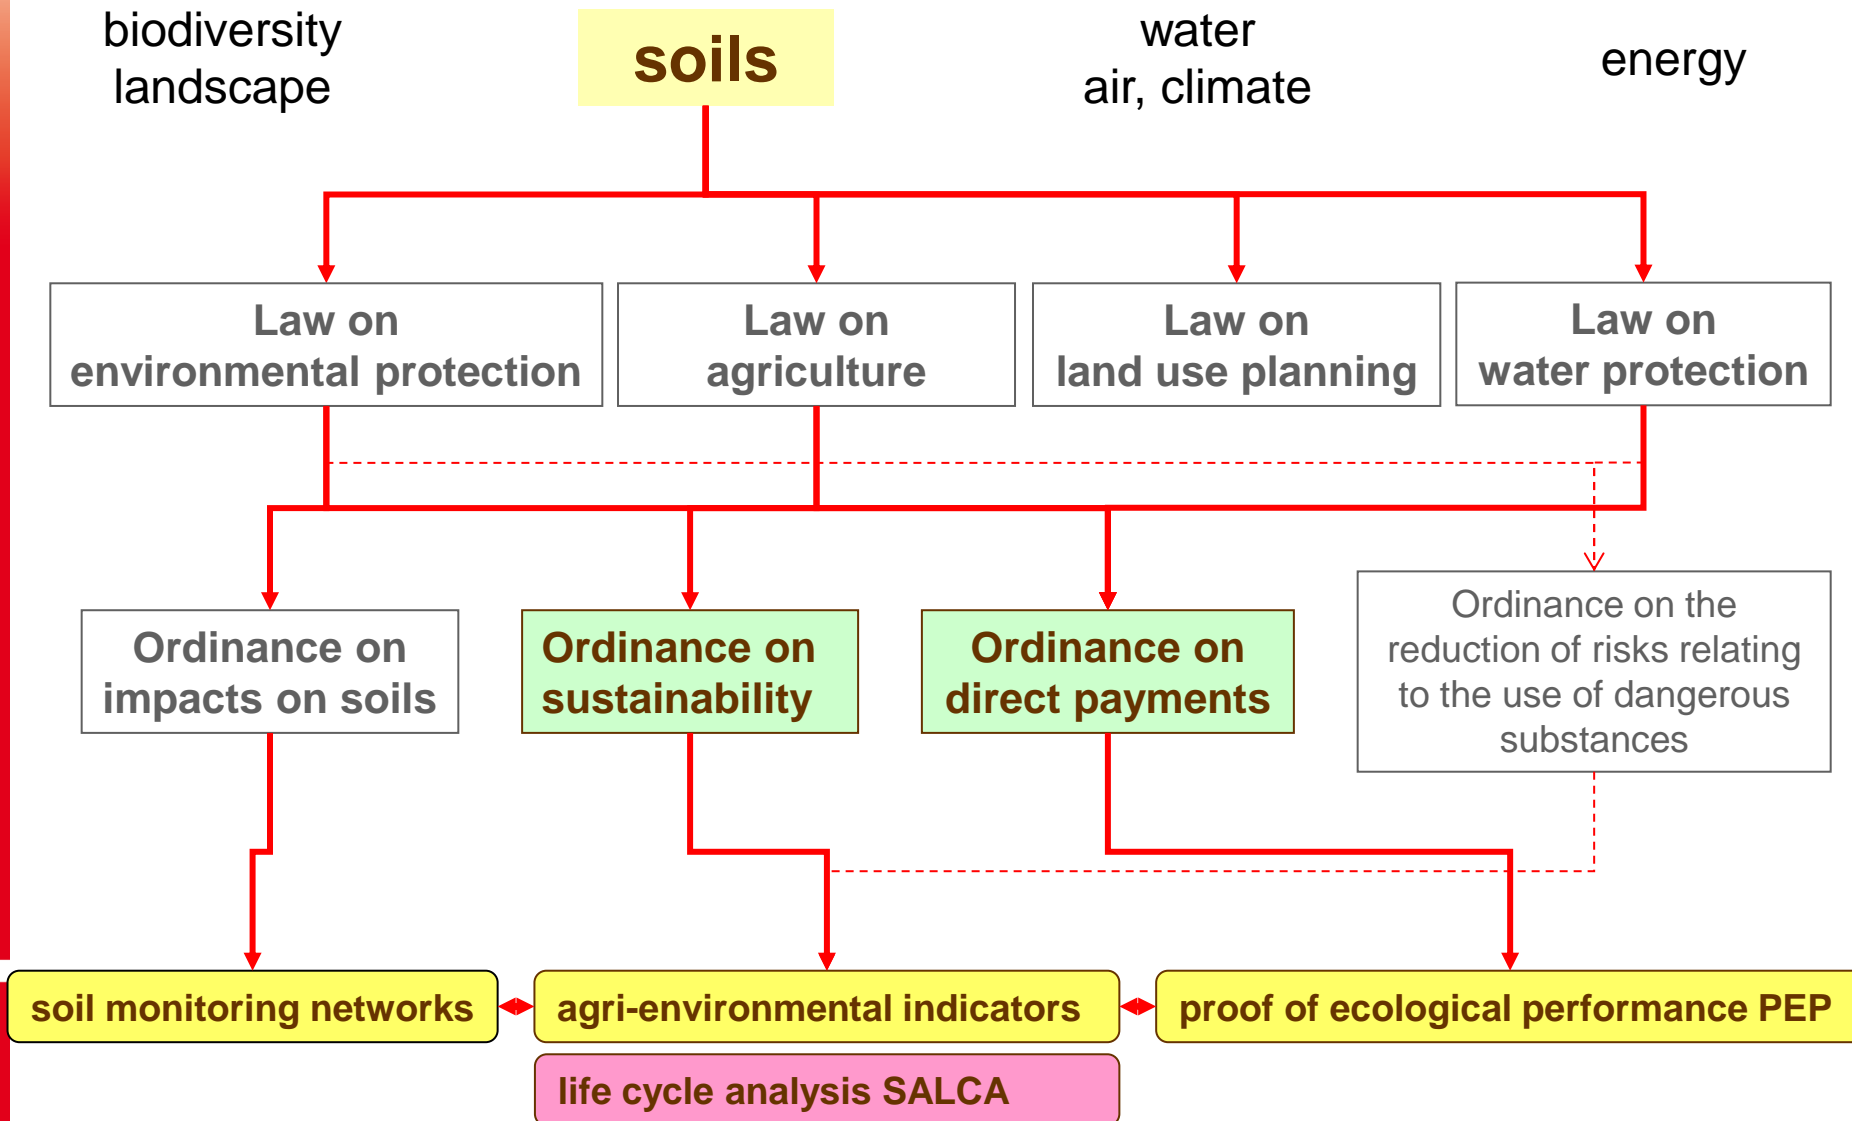 biodiversity
landscape
soils
water
air, climate
energy
Law on
environmental protection
Law on
agriculture
Law on
land use planning
Law on
water protection
Ordinance on
impacts on soils
Ordinance on
sustainability
Ordinance on
direct payments
Ordinance on the
reduction of risks relating
to the use of dangerous
substances
soil monitoring networks
agri-environmental indicators
proof of ecological performance PEP
life cycle analysis SALCA